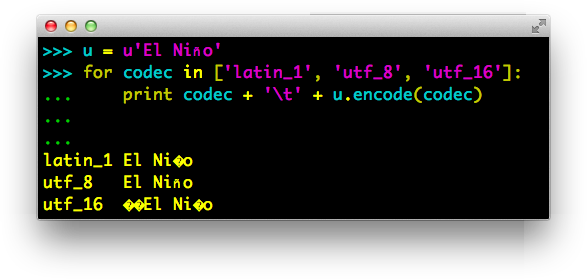 >>> u = u'El Niño'
>>> for codec in ['latin_1', 'utf_8', 'utf_16']:
...     print codec + '\t' + u.encode(codec)
...
...
latin_1 El Ni�o
utf_8   El Niño
utf_16  ��El Ni�o